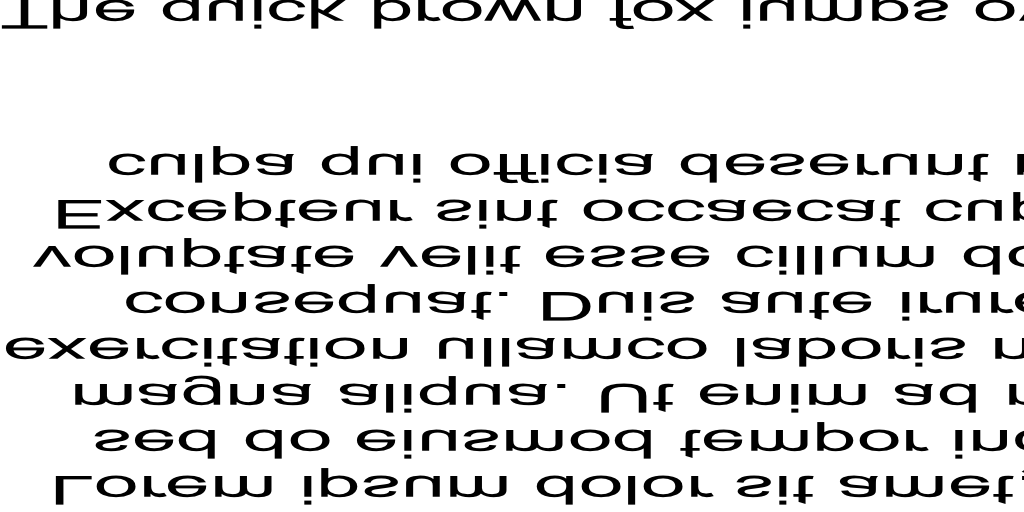 Lorem ipsum dolor sit amet,
sed do eiusmod tempor
magna aliqua. Ut enim ad
exercitation ullamco laboris
consequat. Duis aute irure
voluptate velit esse cillum
Excepteur sint occaecat
culpa qui officia deserunt
The quick brown fox jumps